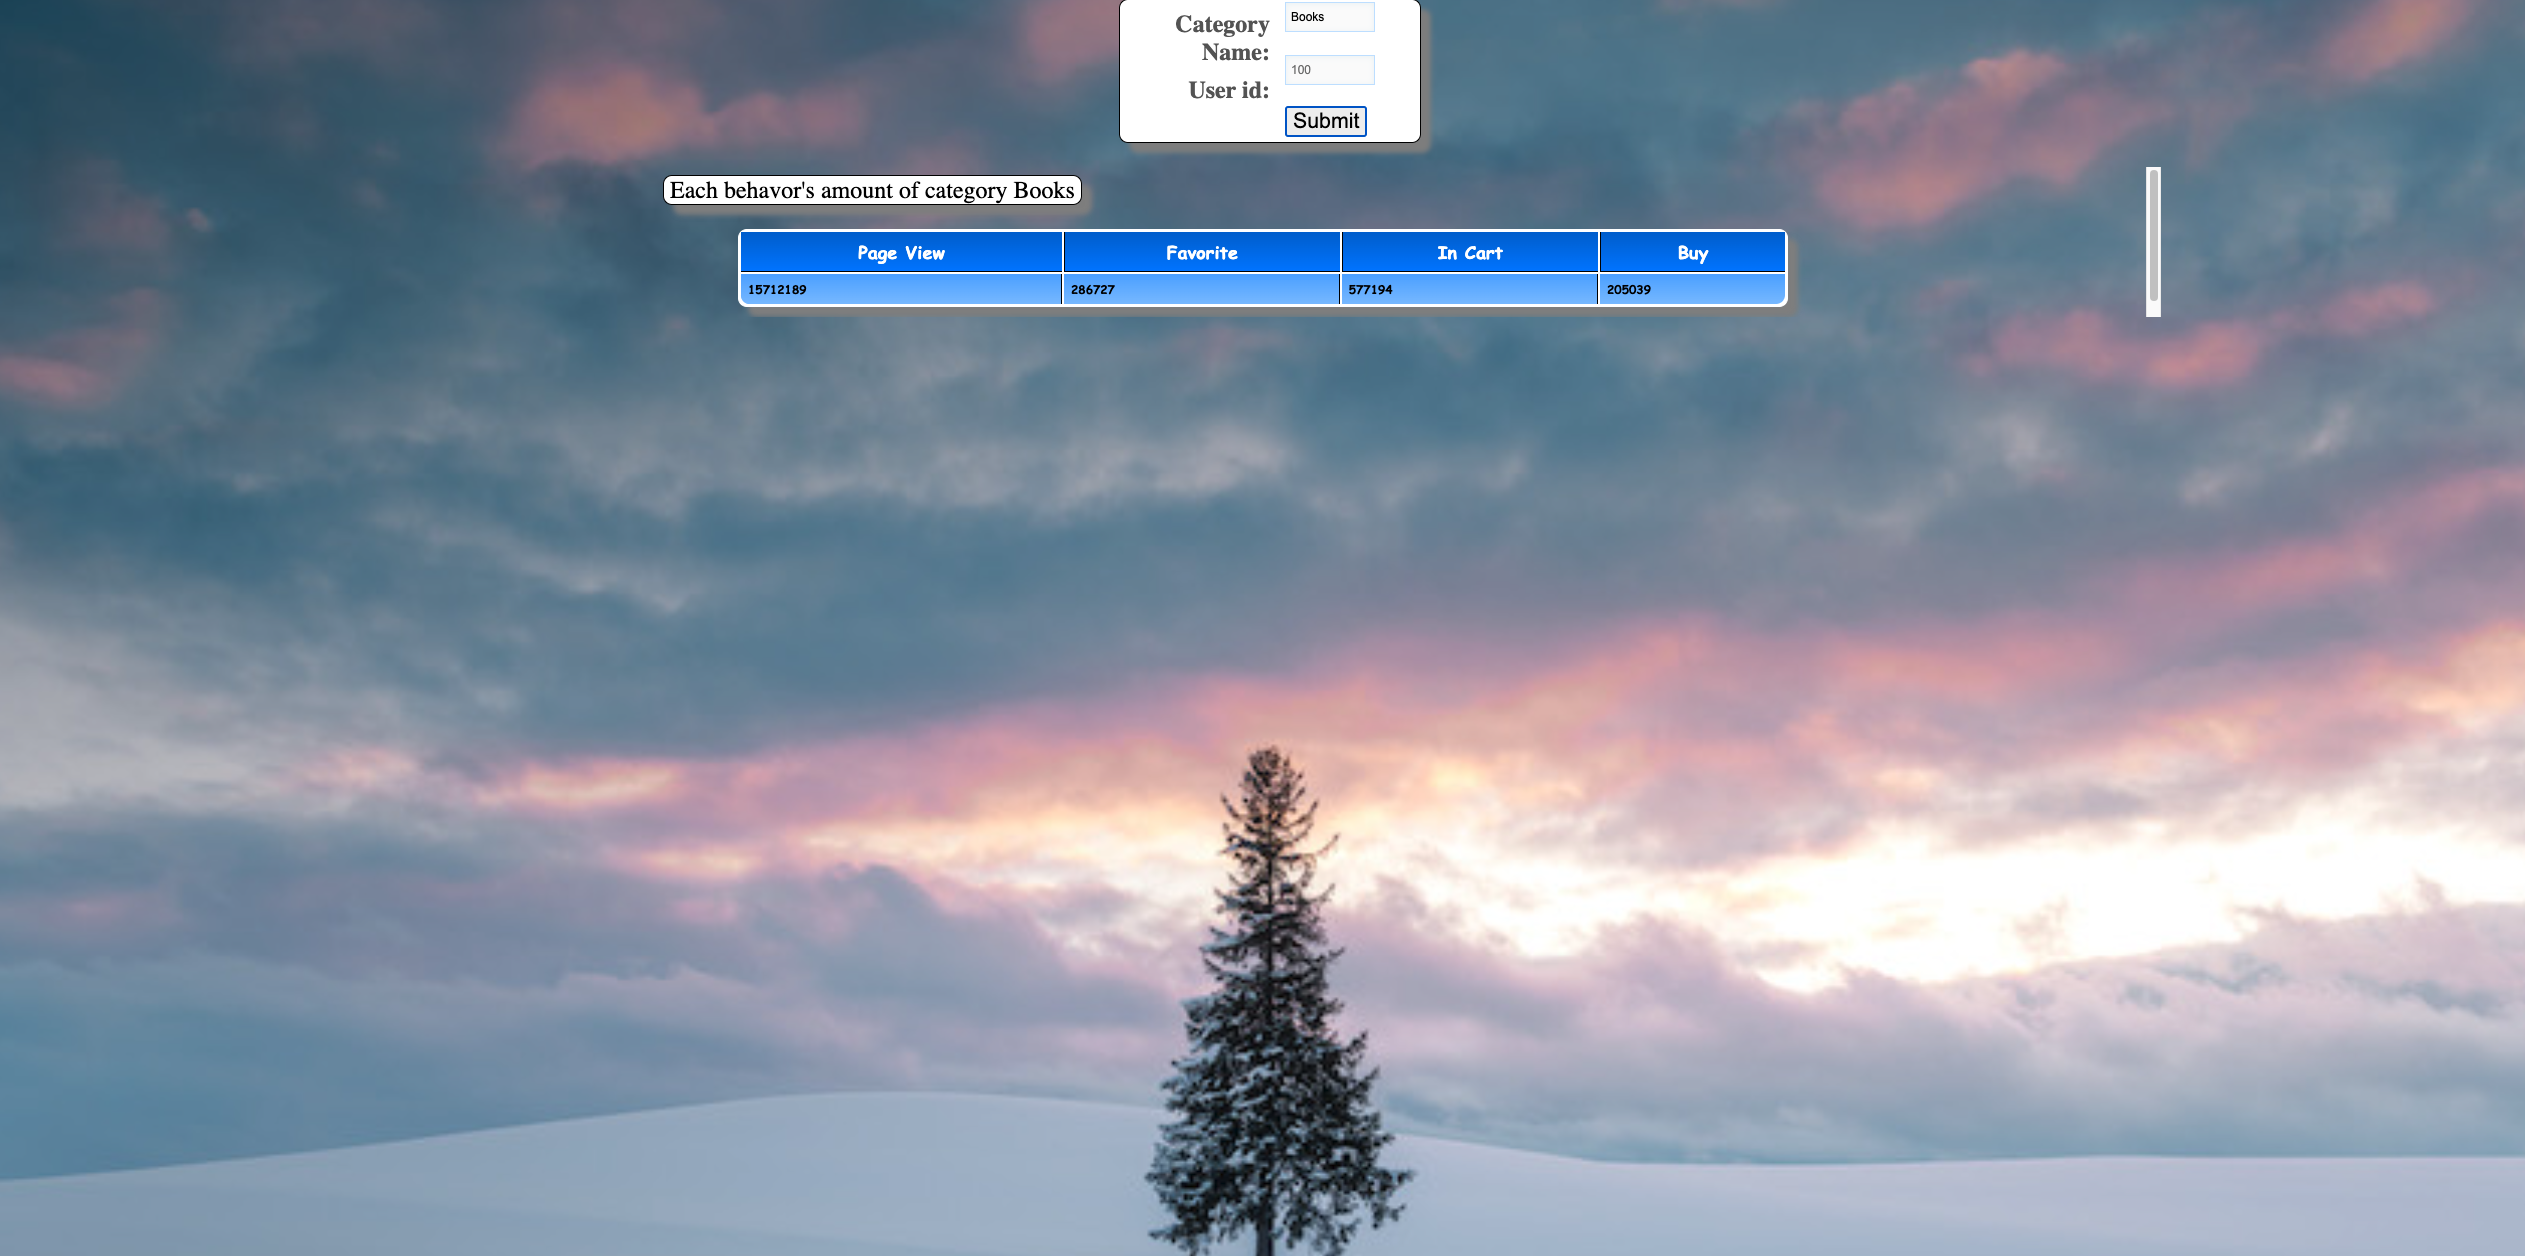 Category Name:
Books
User id:
100
Submit
Each behavor's amount of category Books
Page View Favorite In Cart Buy
15712189 286727 577194 205039